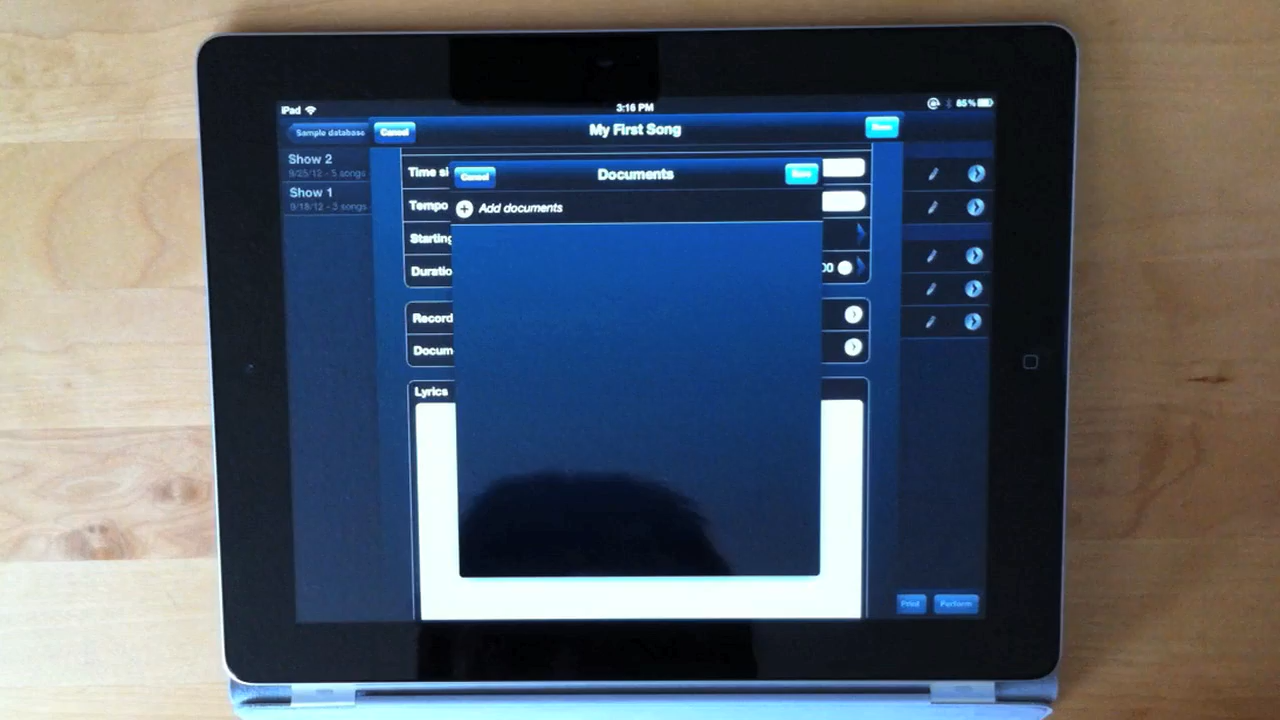 iPad
3:16 PM
65%
Sample database
Cancel
My First Song
Show 2
9/25/12 - 5 songs
Show 1
9/18/12 - 3 songs
Time si
Cancel
Documents
Tempo
Add documents
Starting
Duratio
00
Record
Docum
Lyrics
Print
Perform